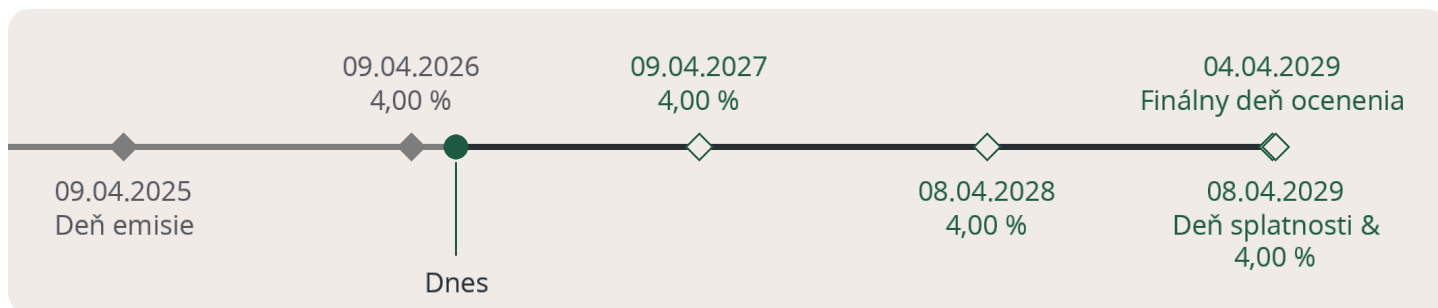 09.04.2026
4,00 %
09.04.2027
4,00 %
04.04.2029
Finálny deň ocenenia
09.04.2025
Deň emisie
Dnes
08.04.2028
4,00 %
08.04.2029
Deň splatnosti &
4,00 %